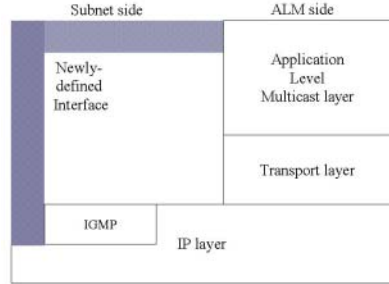 Subnet side
ALM side
Newly-
defined
Interface
Application
Level
Multicast layer
Transport layer
IGMP
IP layer